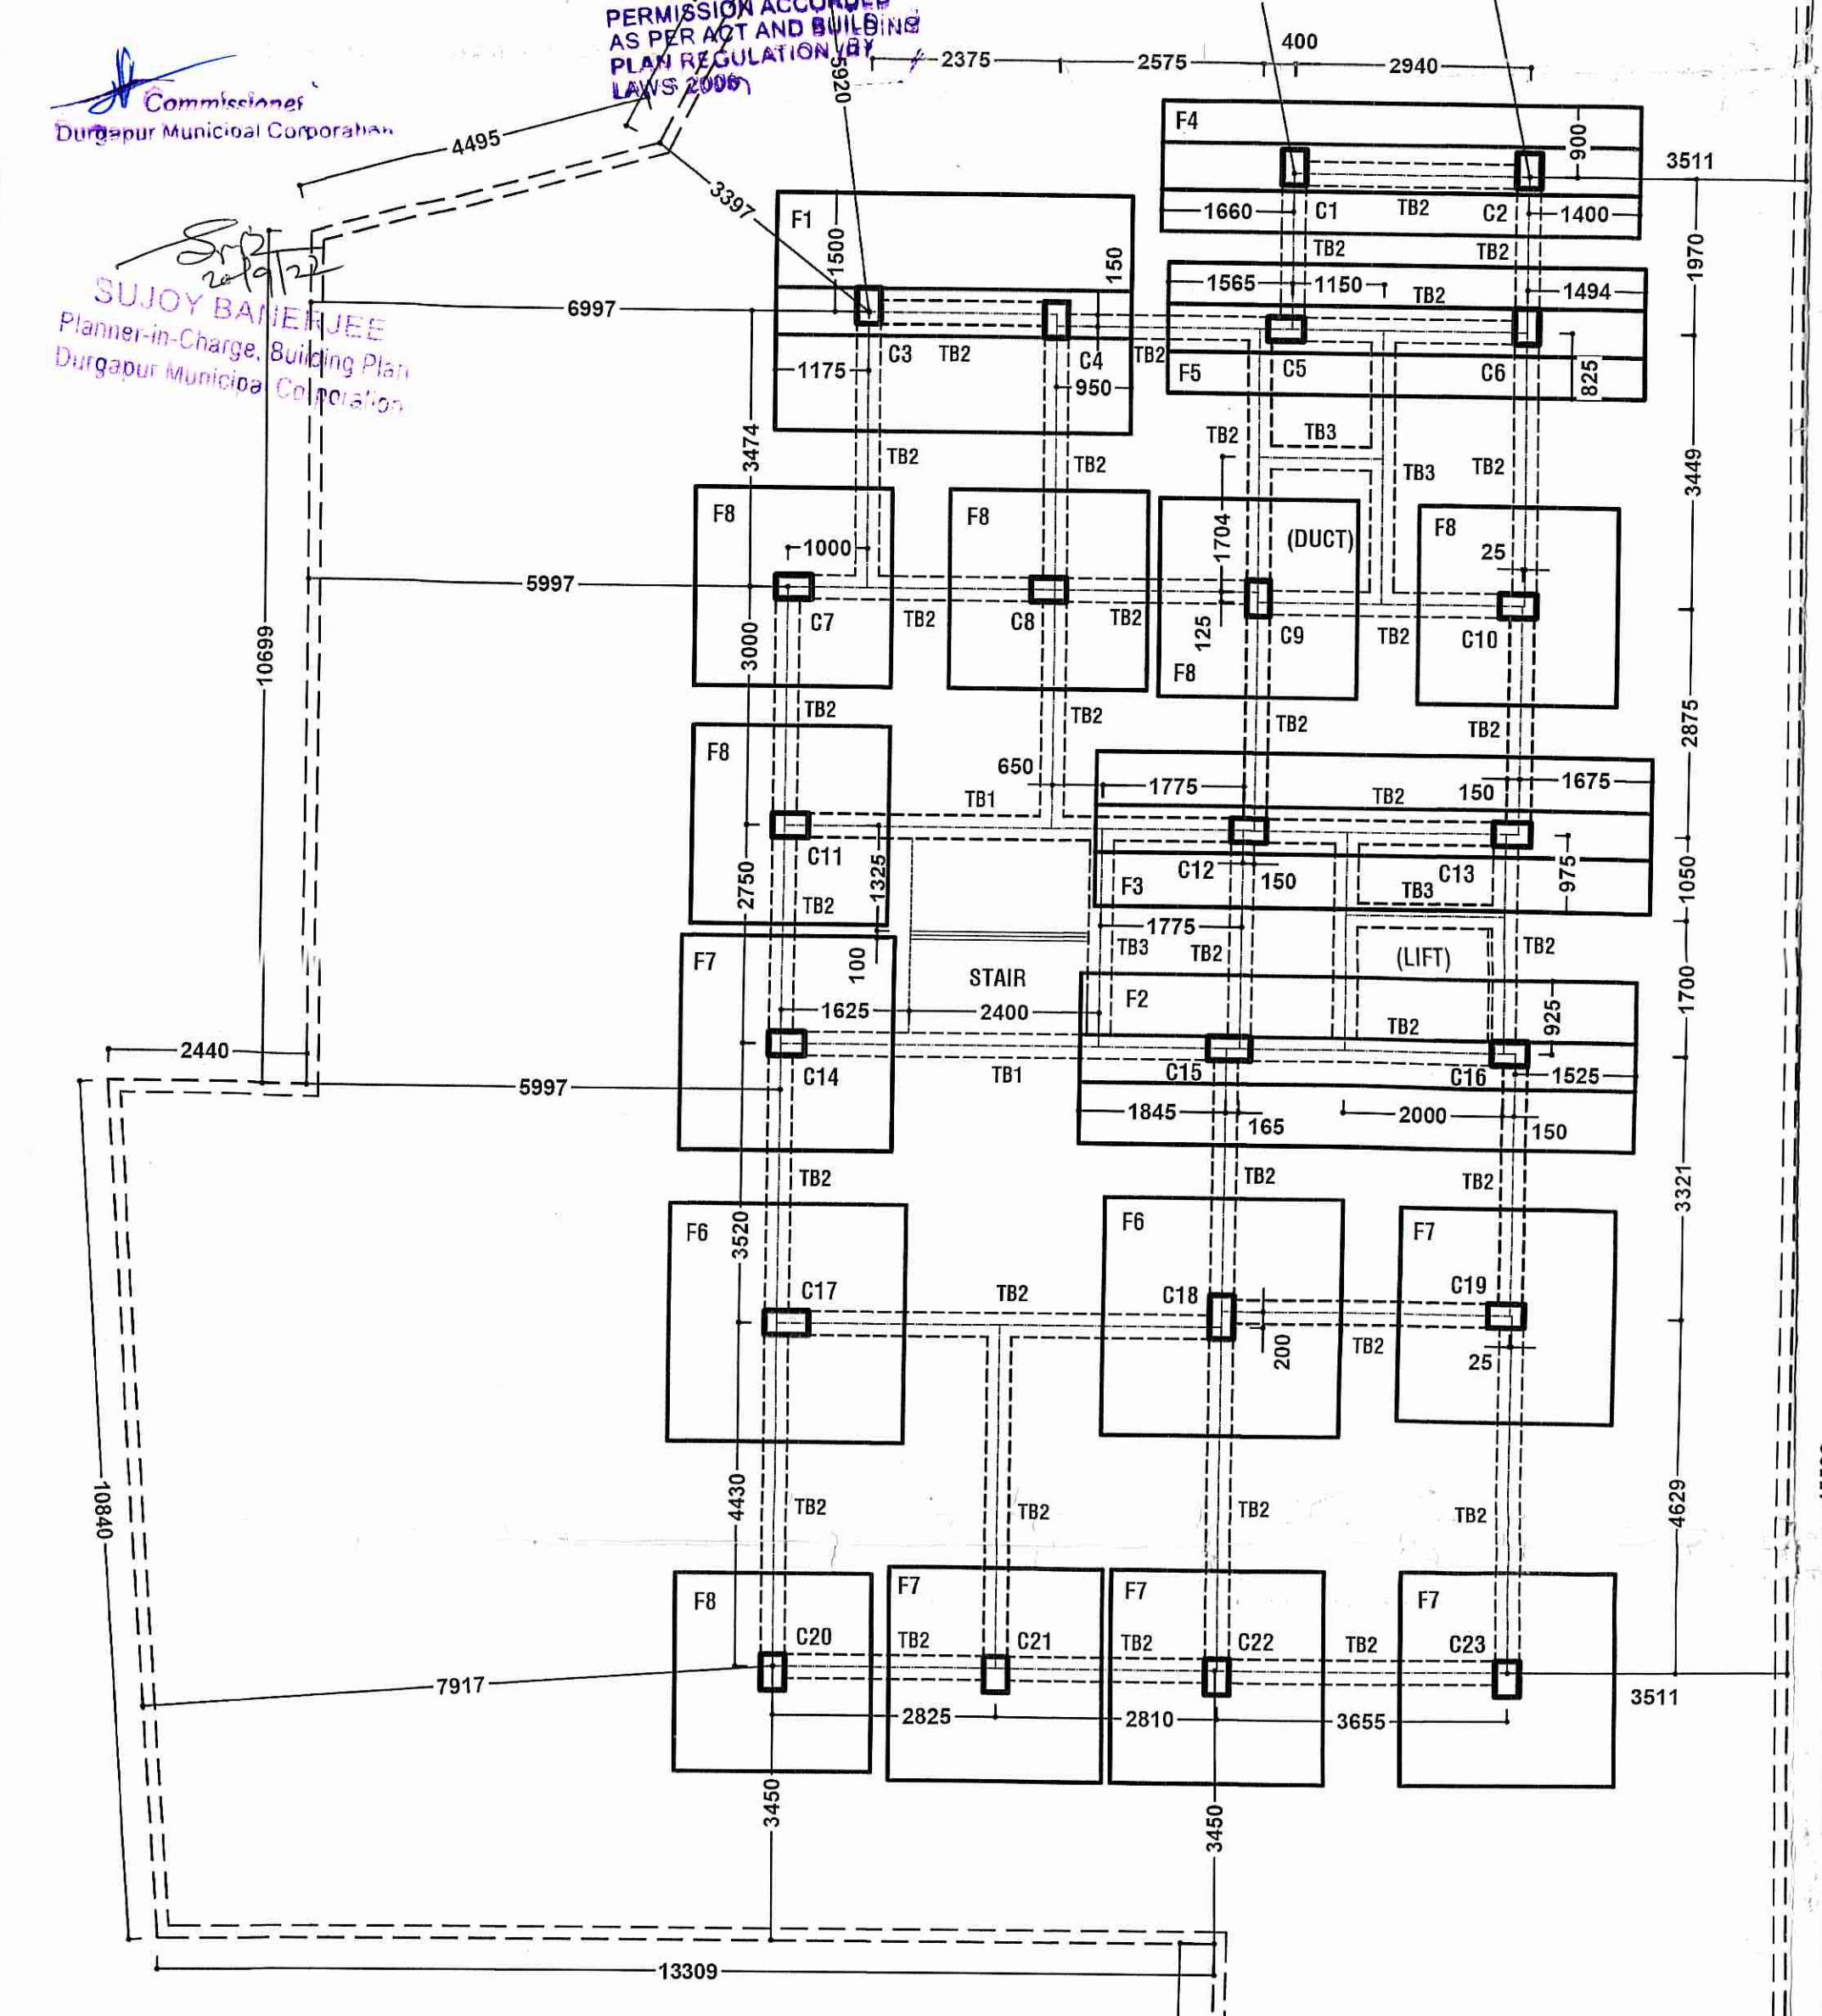 PERMISSION ACCORDED
AS PER ACT AND BUILDING
PLAN REGULATION BY
LAWS 2006
Commissioner
Durgapur Municipal Corporation
20/9/22
SUJOY BANERJEE
Planner-in-Charge, Building Plan
Durgapur Municipal Corporation
5920 2375 2575 400 2940
4495 3397
F4 900 3511
1660 C1 TB2 C2 1400
TB2 TB2 1970
F1 1500 150
1565 1150 TB2 1494
6997
C3 TB2 C4 TB2 F5 C5 C6 825
1175 950
3474 TB2 TB2 TB2 TB3 TB3 TB2 3449
F8 F8 1704 (DUCT) F8
1000 25
5997
C7 TB2 C8 TB2 125 C9 TB2 C10
F8
10699 3000
TB2 TB2 TB2 TB2 2875
F8 650 1775 TB2 150 1675
TB1
C11 1325 C12 150 C13 975 1050
2750 TB2 F3 TB3
1775
F7 100 TB3 TB2 (LIFT) TB2
STAIR F2 925 1700
1625 2400 TB2
2440
5997 C14 TB1 C15 C16 1525
1845 165 2000 150
TB2 TB2 TB2 3321
F6 3520 F6 F7
C17 TB2 C18 C19
200 TB2 25
10840 4430 TB2 TB2 TB2 TB2 4629
F8 F7 F7 F7
C20 TB2 C21 TB2 C22 TB2 C23
7917 3511
2825 2810 3655
3450 3450
13309